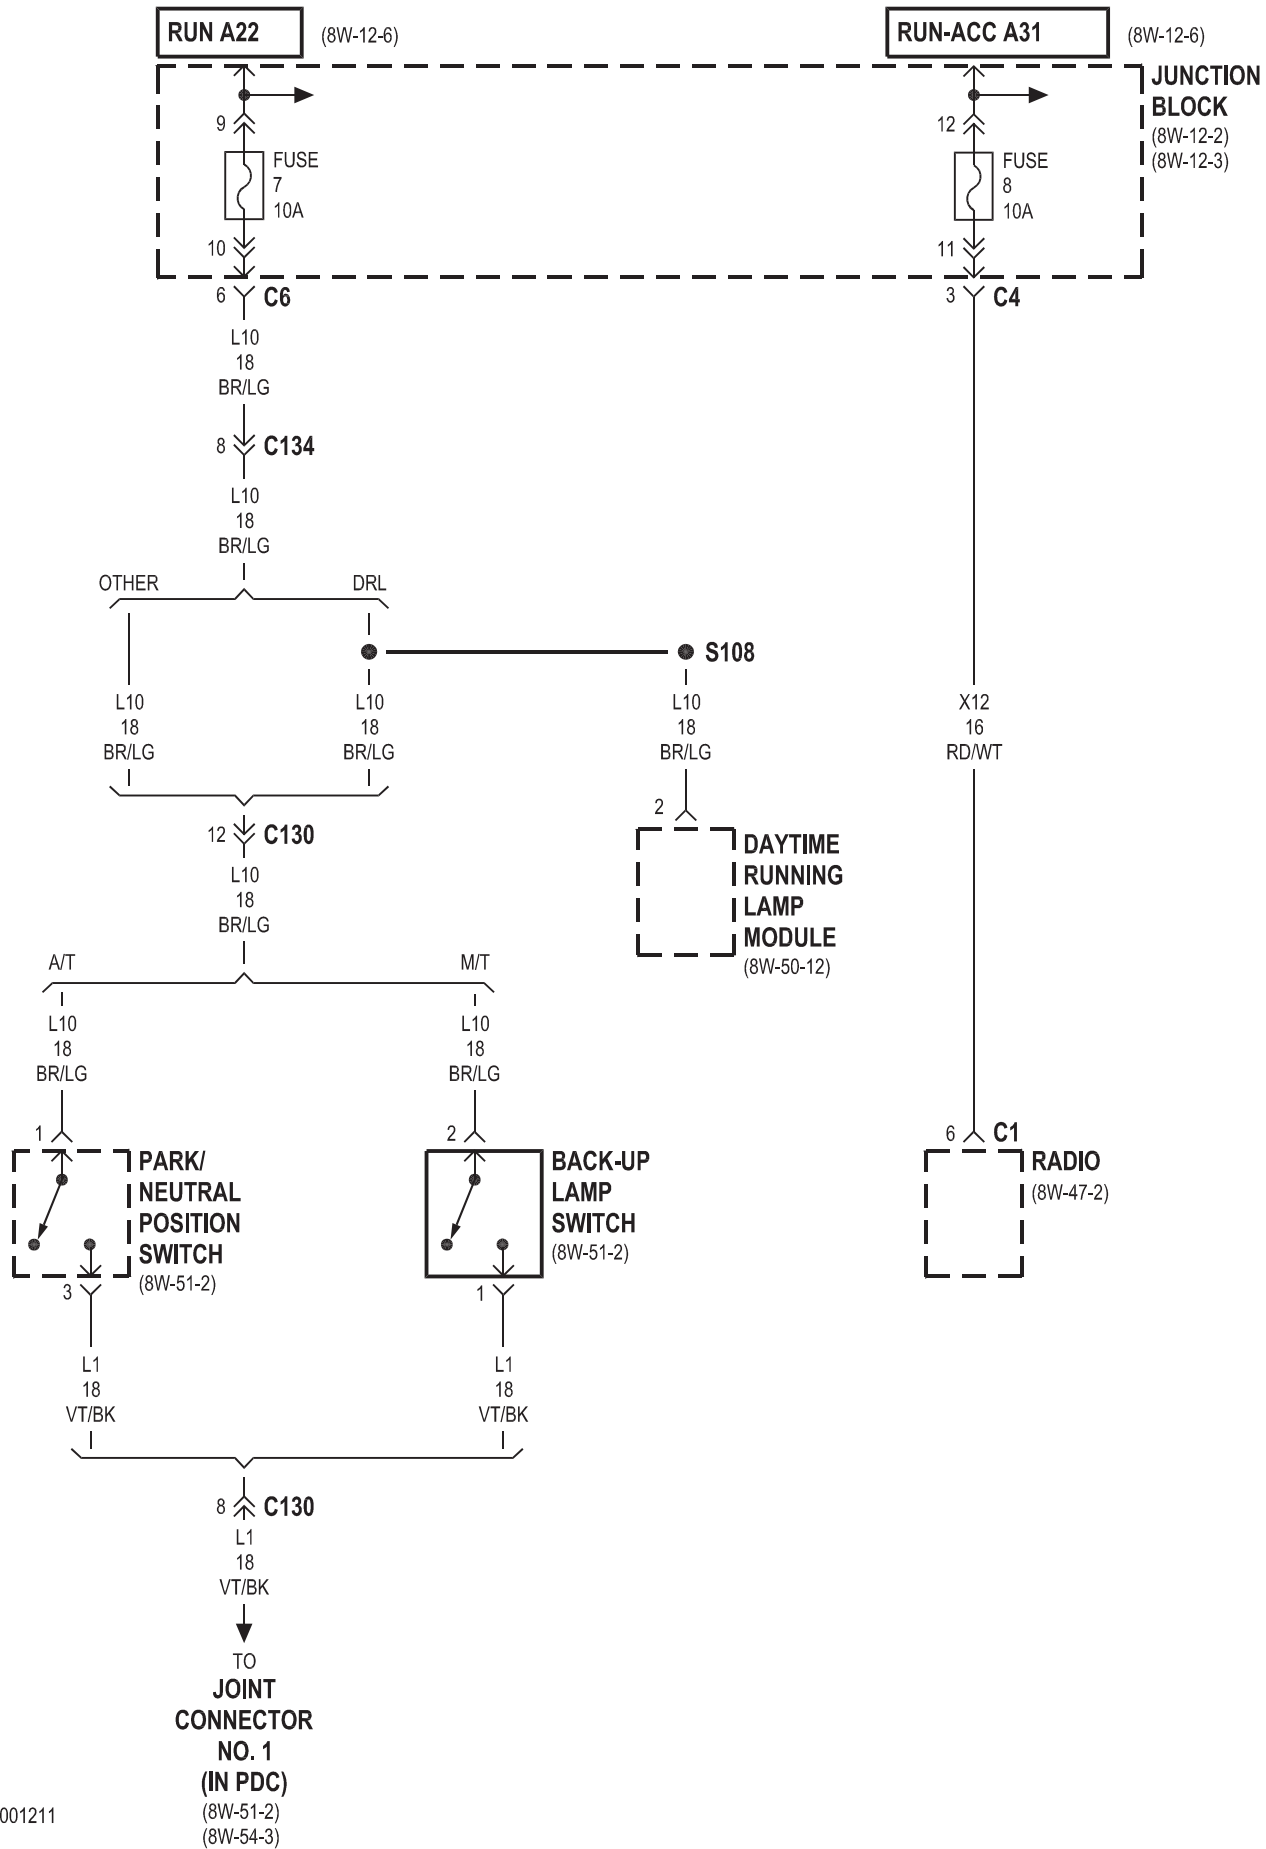 RUN A22
(8W-12-6)
RUN-ACC A31
(8W-12-6)
JUNCTION
BLOCK
(8W-12-2)
(8W-12-3)
9
FUSE
7
10A
10
12
FUSE
8
10A
11
6
C6
3
C4
L10
18
BR/LG
8
C134
L10
18
BR/LG
OTHER
DRL
S108
L10
18
BR/LG
L10
18
BR/LG
L10
18
BR/LG
X12
16
RD/WT
12
C130
2
DAYTIME
RUNNING
LAMP
MODULE
(8W-50-12)
L10
18
BR/LG
A/T
M/T
L10
18
BR/LG
L10
18
BR/LG
1
PARK/
NEUTRAL
POSITION
SWITCH
(8W-51-2)
3
2
BACK-UP
LAMP
SWITCH
(8W-51-2)
1
6
C1
RADIO
(8W-47-2)
L1
18
VT/BK
L1
18
VT/BK
8
C130
L1
18
VT/BK
TO
JOINT
CONNECTOR
NO. 1
(IN PDC)
(8W-51-2)
(8W-54-3)
001211